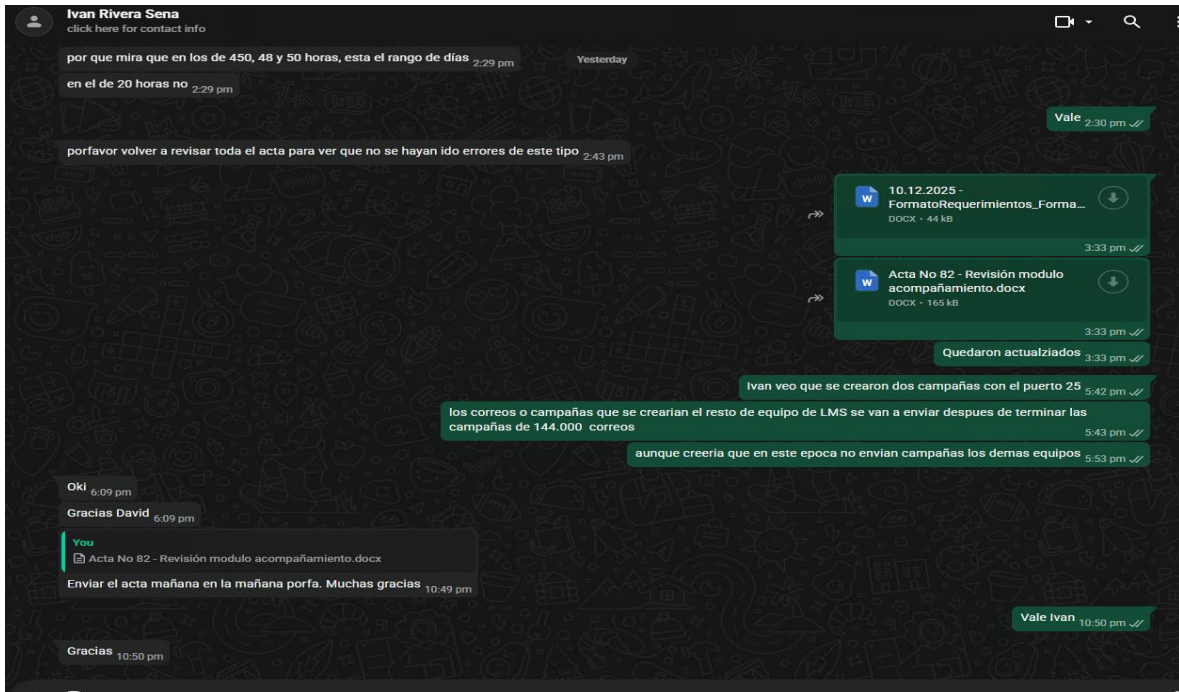 Ivan Rivera Sena
click here for contact info
por que mira que en los de 450, 48 y 50 horas, esta el rango de días 2:29 pm
Yesterday
en el de 20 horas no 2:29 pm
Vale 2:30 pm
porfavor volver a revisar toda el acta para ver que no se hayan ido errores de este tipo 2:43 pm
W
10.12.2025 -
FormatoRequerimientos_Forma...
DOCX • 44 kB
3:33 pm
W
Acta No 82 - Revisión modulo
acompañamiento.docx
DOCX • 165 kB
3:33 pm
Quedaron actualziados 3:33 pm
Ivan veo que se crearon dos campañas con el puerto 25 5:42 pm
los correos o campañas que se crearian el resto de equipo de LMS se van a enviar despues de terminar las
campañas de 144.000 correos
5:43 pm
aunque creeria que en este epoca no envian campañas los demas equipos 5:53 pm
Oki 6:09 pm
Gracias David 6:09 pm
You
Acta No 82 - Revisión modulo acompañamiento.docx
Enviar el acta mañana en la mañana porfa. Muchas gracias 10:49 pm
Vale Ivan 10:50 pm
Gracias 10:50 pm